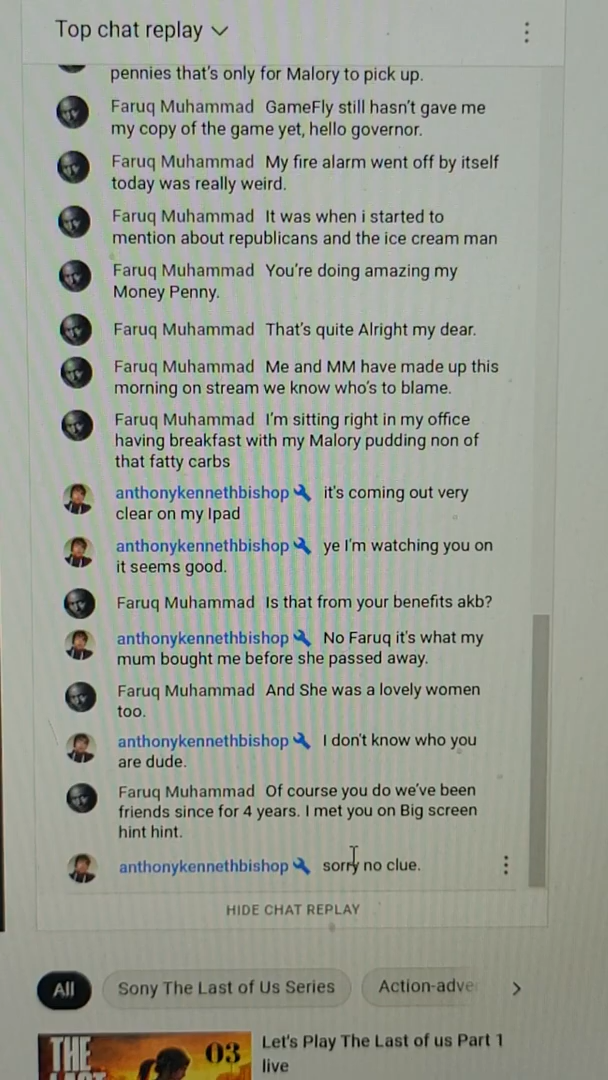 Top chat replay
pennies that's only for Malory to pick up.
Faruq Muhammad GameFly still hasn't gave me
my copy of the game yet, hello governor.
Faruq Muhammad My fire alarm went off by itself
today was really weird.
Faruq Muhammad It was when i started to
mention about republicans and the ice cream man
Faruq Muhammad You're doing amazing my
Money Penny.
Faruq Muhammad That's quite Alright my dear.
Faruq Muhammad Me and MM have made up this
morning on stream we know who's to blame.
Faruq Muhammad I'm sitting right in my office
having breakfast with my Malory pudding non of
that fatty carbs
anthonykennethbishop it's coming out very
clear on my Ipad
anthonykennethbishop ye I'm watching you on
it seems good.
Faruq Muhammad Is that from your benefits akb?
anthonykennethbishop No Faruq it's what my
mum bought me before she passed away.
Faruq Muhammad And She was a lovely women
too.
anthonykennethbishop I don't know who you
are dude.
Faruq Muhammad Of course you do we've been
friends since for 4 years. I met you on Big screen
hint hint.
anthonykennethbishop sorry no clue.
HIDE CHAT REPLAY
All Sony The Last of Us Series Action-adve
THE 03 Let's Play The Last of us Part 1
live